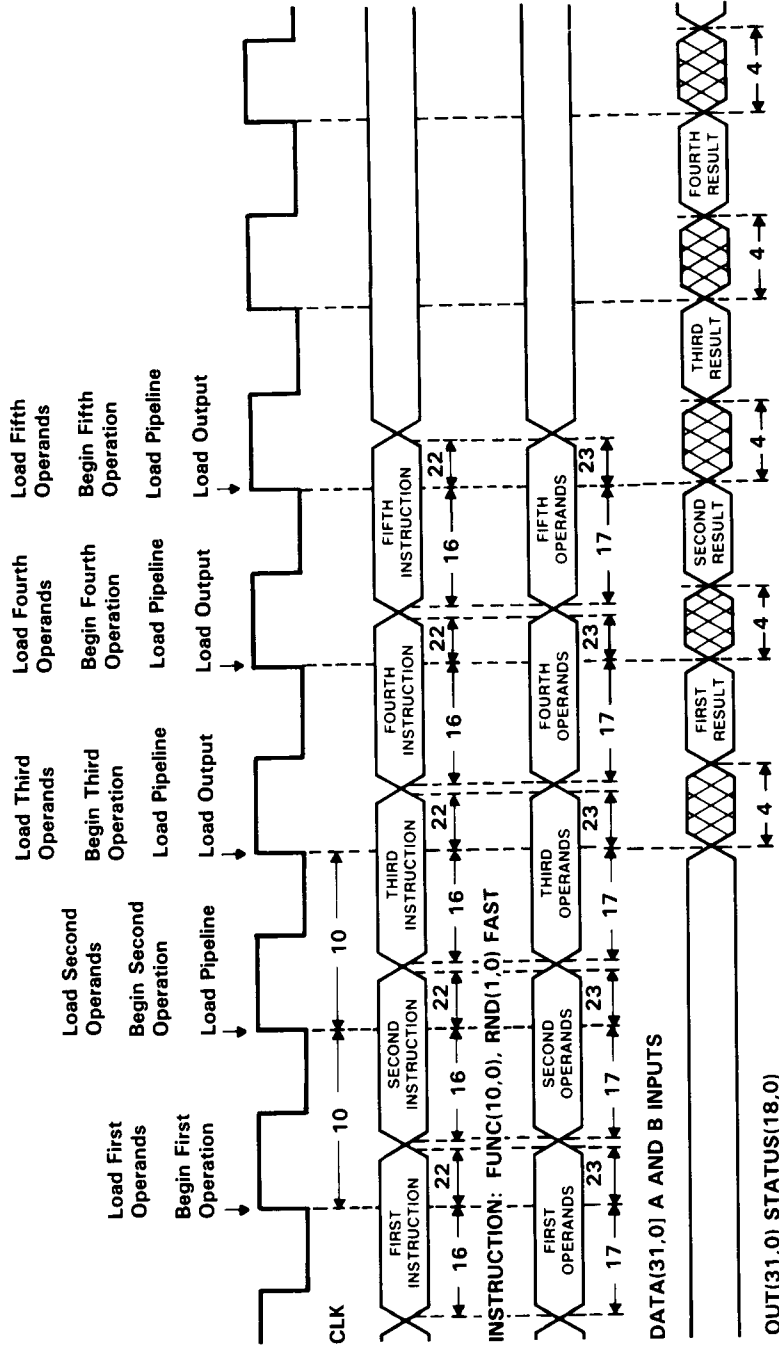 Load First
Operands
Begin First
Operation
Load Second
Operands
Begin Second
Operation
Load Pipeline
Load Third
Operands
Begin Third
Operation
Load Pipeline
Load Output
Load Fourth
Operands
Begin Fourth
Operation
Load Pipeline
Load Output
Load Fifth
Operands
Begin Fifth
Operation
Load Pipeline
Load Output
CLK
10
10
FIRST
INSTRUCTION
SECOND
INSTRUCTION
THIRD
INSTRUCTION
FOURTH
INSTRUCTION
FIFTH
INSTRUCTION
16
22
16
22
16
22
16
22
16
22
INSTRUCTION: FUNC(10,0), RND(1,0) FAST
FIRST
OPERANDS
SECOND
OPERANDS
THIRD
OPERANDS
FOURTH
OPERANDS
FIFTH
OPERANDS
17
23
17
23
17
23
17
23
17
23
DATA(31,0] A AND B INPUTS
FIRST
RESULT
SECOND
RESULT
THIRD
RESULT
FOURTH
RESULT
4
4
4
4
4
OUT(31,0) STATUS(18,0)